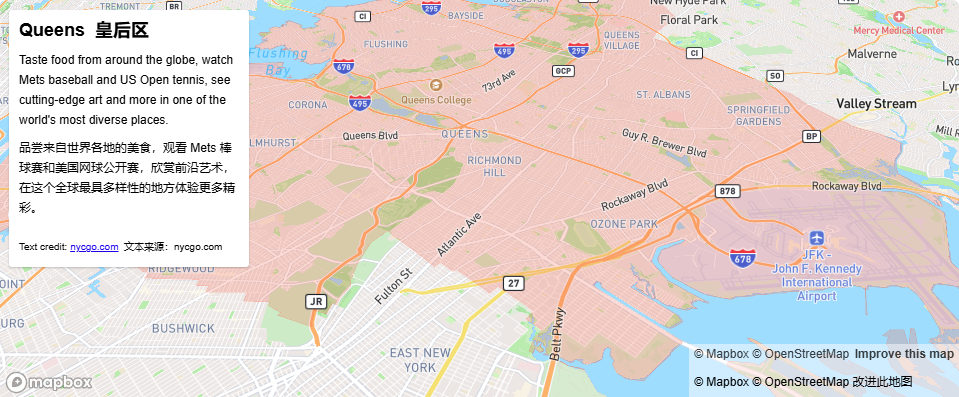 Queens 皇后区
Taste food from around the globe, watch
Mets baseball and US Open tennis, see
cutting-edge art and more in one of the
world's most diverse places.
品尝来自世界各地的美食，观看 Mets 棒
球赛和美国网球公开赛，欣赏前沿艺术，
在这个全球最具多样性的地方体验更多精
彩。
Text credit: nycgo.com 文本来源：nycgo.com
BR
295
CI
BAYSIDE
New Hyde Park
Floral Park
Mercy Medical Center
FLUSHING
Flushing
Bay
678
495
295
QUEENS
VILLAGE
CI
Malverne
GCP
SO
73rd Ave
Queens College
495
CORONA
ST. ALBANS
SPRINGFIELD
GARDENS
Valley Stream
Mill R
ELMHURST
Queens Blvd
QUEENS
Guy R. Brewer Blvd
BP
RICHMOND
HILL
Rockaway Blvd
878
Rockaway Blvd
OZONE PARK
Atlantic Ave
678
JFK -
John F. Kennedy
International
Airport
RIDGEWOOD
Fulton St
27
JR
BUSHWICK
Belt Pkwy
EAST NEW
YORK
mapbox
© Mapbox © OpenStreetMap Improve this map
© Mapbox © OpenStreetMap 改进此地图